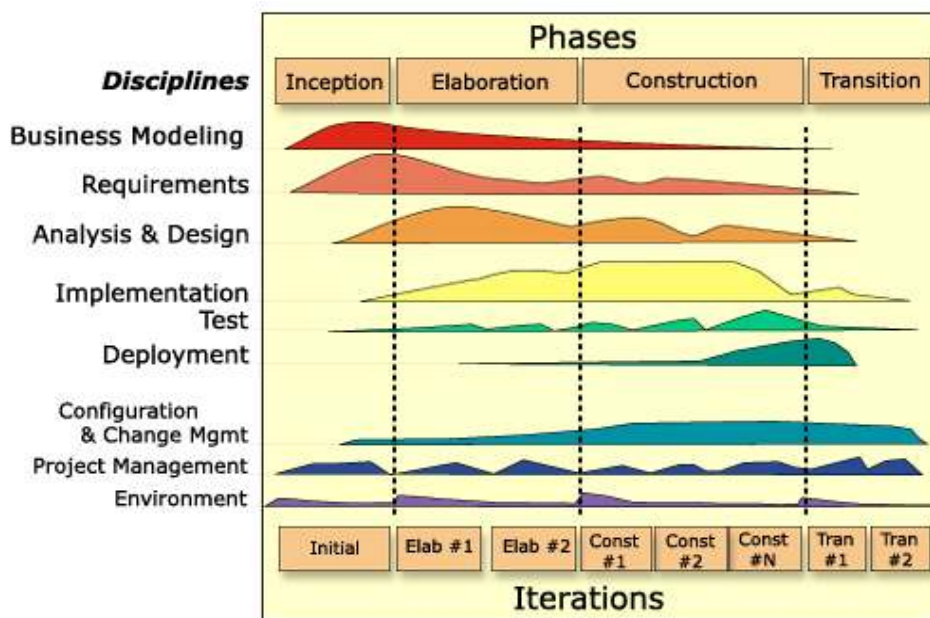 Phases
Disciplines
Inception Elaboration Construction Transition
Business Modeling
Requirements
Analysis & Design
Implementation
Test
Deployment
Configuration
& Change Mgmt
Project Management
Environment
Initial Elab #1 Elab #2 Const #1 Const #2 Const #N Tran #1 Tran #2
Iterations